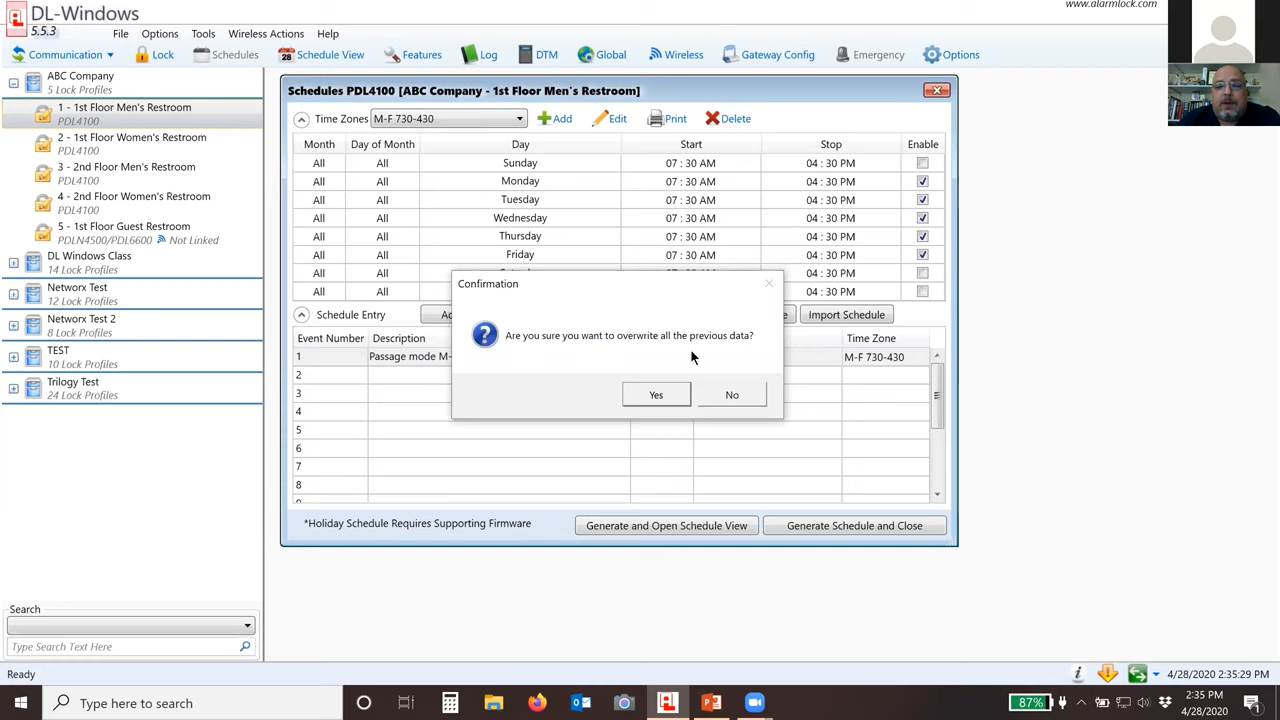 DL-Windows
5.5.3
www.alarmlock.com
File Options Tools Wireless Actions Help
Communication Lock Schedules 28 Schedule View Features Log DTM Global Wireless Gateway Config Emergency Options
ABC Company
5 Lock Profiles
1 - 1st Floor Men's Restroom
PDL4100
2 - 1st Floor Women's Restroom
PDL4100
3 - 2nd Floor Men's Restroom
PDL4100
4 - 2nd Floor Women's Restroom
PDL4100
5 - 1st Floor Guest Restroom
PDLN4500/PDL6600 Not Linked
DL Windows Class
14 Lock Profiles
Networx Test
12 Lock Profiles
Networx Test 2
8 Lock Profiles
TEST
10 Lock Profiles
Trilogy Test
24 Lock Profiles
Search
Type Search Text Here
Schedules PDL4100 [ABC Company - 1st Floor Men's Restroom]
Time Zones M-F 730-430 Add Edit Print Delete
Month Day of Month Day Start Stop Enable
All All Sunday 07 : 30 AM 04 : 30 PM
All All Monday 07 : 30 AM 04 : 30 PM
All All Tuesday 07 : 30 AM 04 : 30 PM
All All Wednesday 07 : 30 AM 04 : 30 PM
All All Thursday 07 : 30 AM 04 : 30 PM
All All Friday 07 : 30 AM 04 : 30 PM
All All 07 : 30 AM 04 : 30 PM
All All 07 : 30 AM 04 : 30 PM
Confirmation
Are you sure you want to overwrite all the previous data?
Yes No
Schedule Entry Import Schedule
Event Number Description Time Zone
1 Passage mode M- M-F 730-430
2
3
4
5
6
7
8
*Holiday Schedule Requires Supporting Firmware Generate and Open Schedule View Generate Schedule and Close
Ready 4/28/2020 2:35:29 PM
Type here to search 87% 2:35 PM
4/28/2020
1